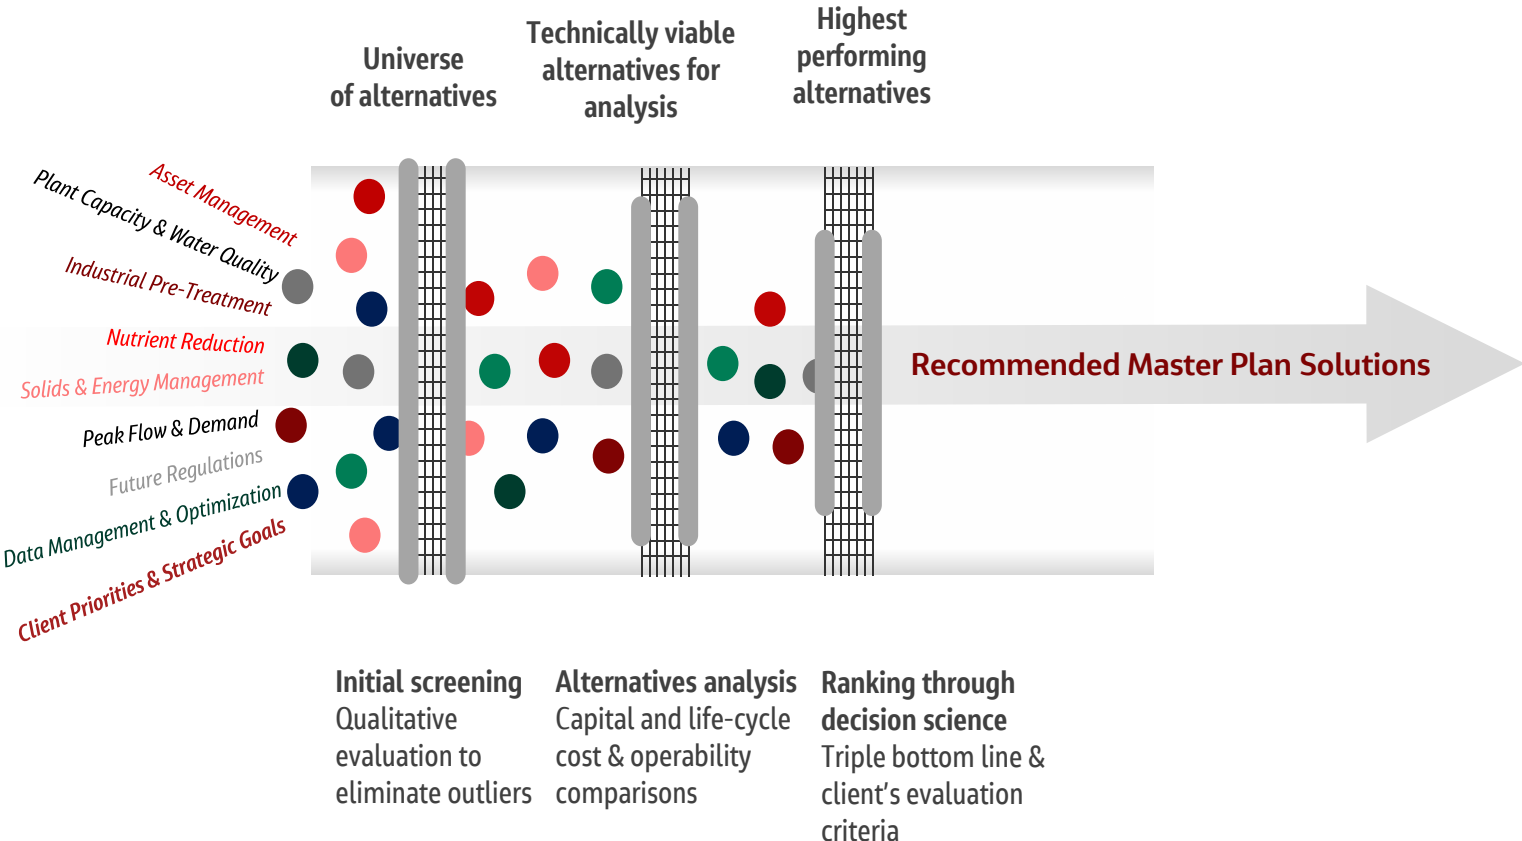 Universe
of alternatives
Technically viable
alternatives for
analysis
Highest
performing
alternatives
Asset Management
Plant Capacity & Water Quality
Industrial Pre-Treatment
Nutrient Reduction
Solids & Energy Management
Peak Flow & Demand
Future Regulations
Data Management & Optimization
Client Priorities & Strategic Goals
Recommended Master Plan Solutions
Initial screening
Qualitative
evaluation to
eliminate outliers
Alternatives analysis
Capital and life-cycle
cost & operability
comparisons
Ranking through
decision science
Triple bottom line &
client’s evaluation
criteria